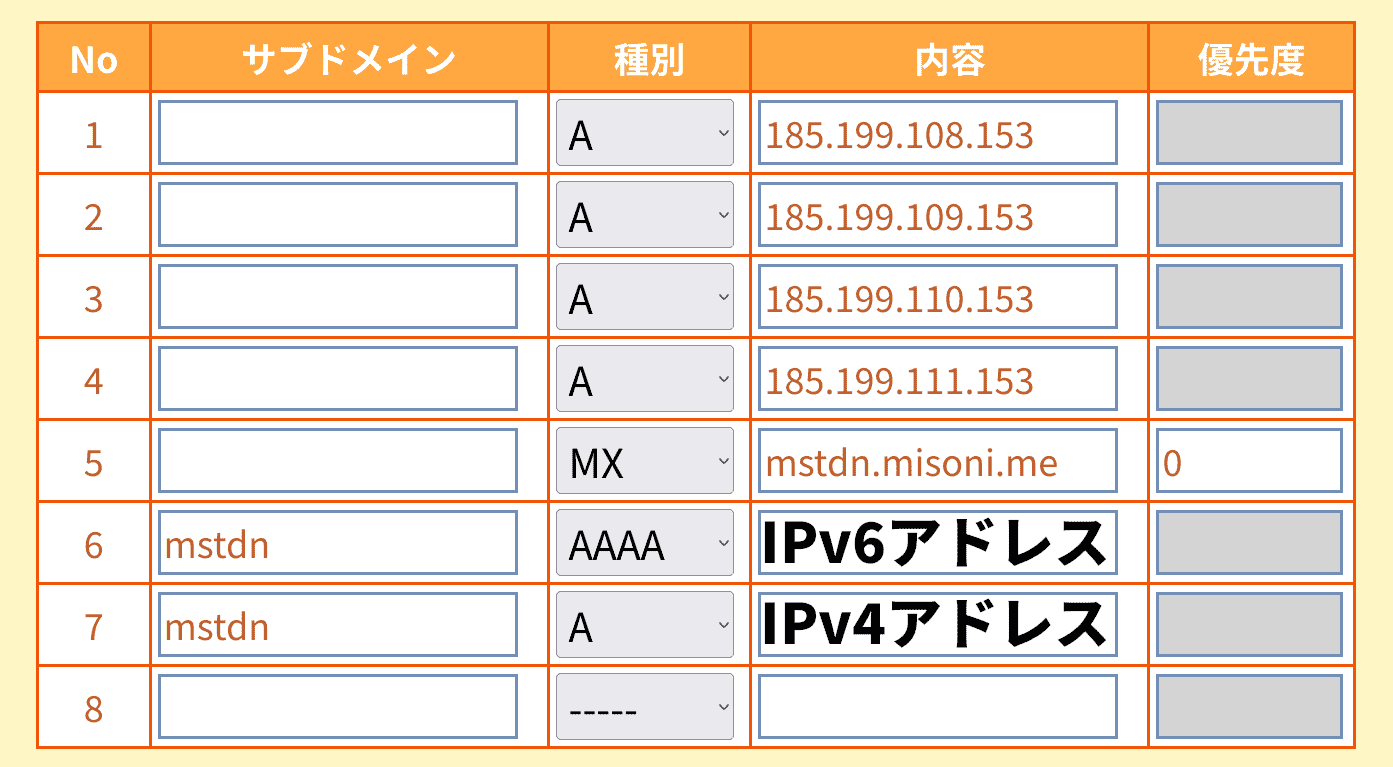 No サブドメイン 種別 内容 優先度
1 A 185.199.108.153
2 A 185.199.109.153
3 A 185.199.110.153
4 A 185.199.111.153
5 MX mstdn.misoni.me 0
6 mstdn AAAA IPv6アドレス
7 mstdn A IPv4アドレス
8 -----